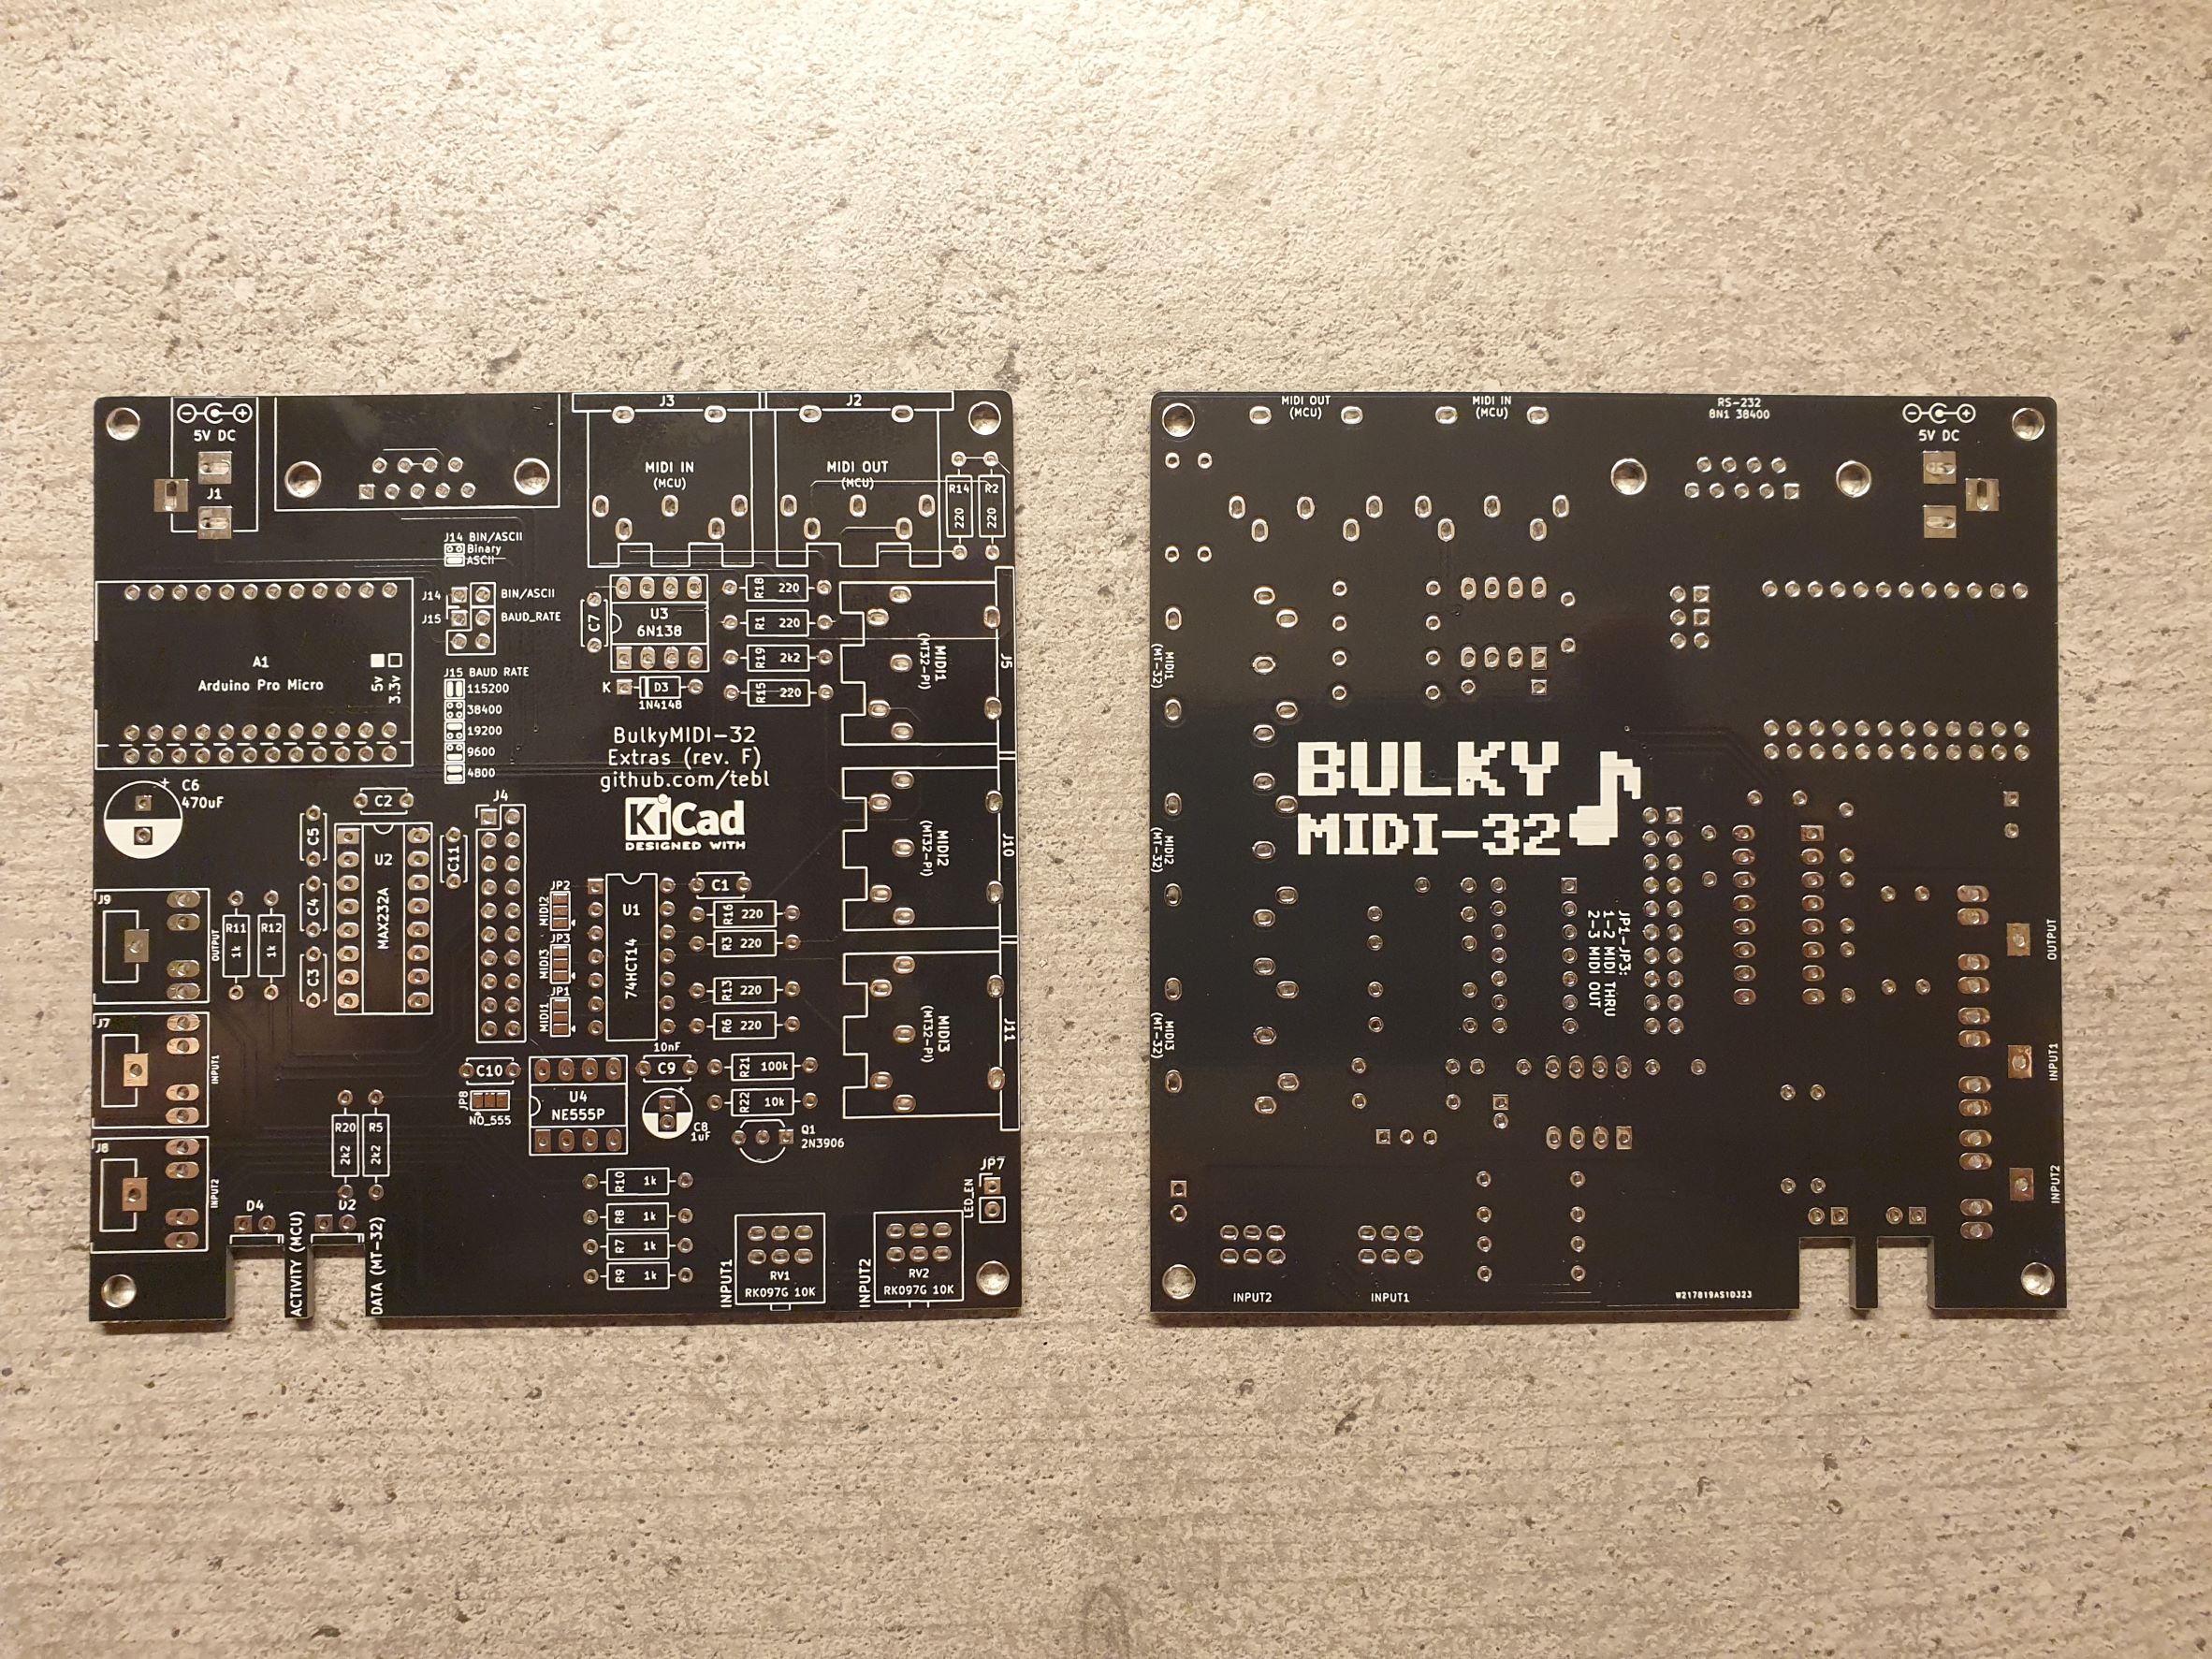 5V DC
J1
J3
MIDI IN
(MCU)
J2
MIDI OUT
(MCU)
R14
220
R2
220
J14 BIN/ASCII
Binary
ASCII
J14
BIN/ASCII
J15
BAUD_RATE
A1
Arduino Pro Micro
5v
3.3v
J15 BAUD RATE
115200
38400
19200
9600
4800
C7
U3
6N138
K
D3
1N4148
R18
220
R1
220
R19
2k2
R15
220
MIDI1
(MT32-PI)
J5
BulkyMIDI-32
Extras (rev. F)
github.com/tebl
KiCad
DESIGNED WITH
C6
470uF
C5
C2
U2
MAX232A
C11
C4
C3
J4
JP2
MIDI2
JP3
MIDI3
JP1
MIDI1
U1
74HCT14
C1
R16
220
R3
220
R13
220
R6
220
MIDI2
(MT32-PI)
J10
MIDI3
(MT32-PI)
J11
J9
OUTPUT
R11
1k
R12
1k
J7
INPUT1
J8
INPUT2
C10
JP8
NO_555
U4
NE555P
10nF
C9
C8
1uF
R21
100k
R22
10k
Q1
2N3906
R20
2k2
R5
2k2
D4
D2
ACTIVITY (MCU)
DATA (MT-32)
R10
1k
R8
1k
R7
1k
R9
1k
INPUT1
RV1
RK097G 10K
INPUT2
RV2
RK097G 10K
JP7
LED_EN
MIDI OUT
(MCU)
MIDI IN
(MCU)
RS-232
8N1 38400
5V DC
MIDI1
(MT-32)
MIDI2
(MT-32)
MIDI3
(MT-32)
BULKY
MIDI-32
JP1-JP3:
1-2 MIDI THRU
2-3 MIDI OUT
OUTPUT
INPUT1
INPUT2
INPUT2
INPUT1
W217819AS1D323